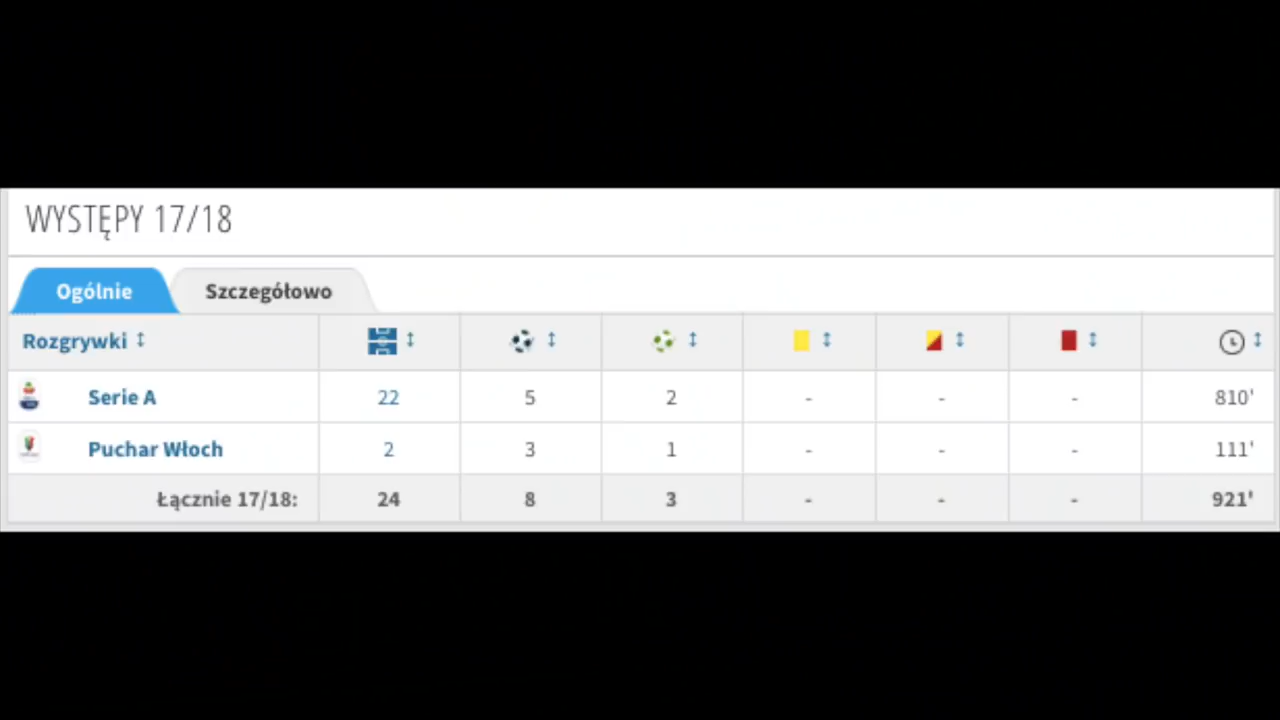 WYSTĘPY 17/18
Ogólnie Szczegółowo
Rozgrywki
Serie A 22 5 2 - - - 810'
Puchar Włoch 2 3 1 - - - 111'
Łącznie 17/18: 24 8 3 - - - 921'